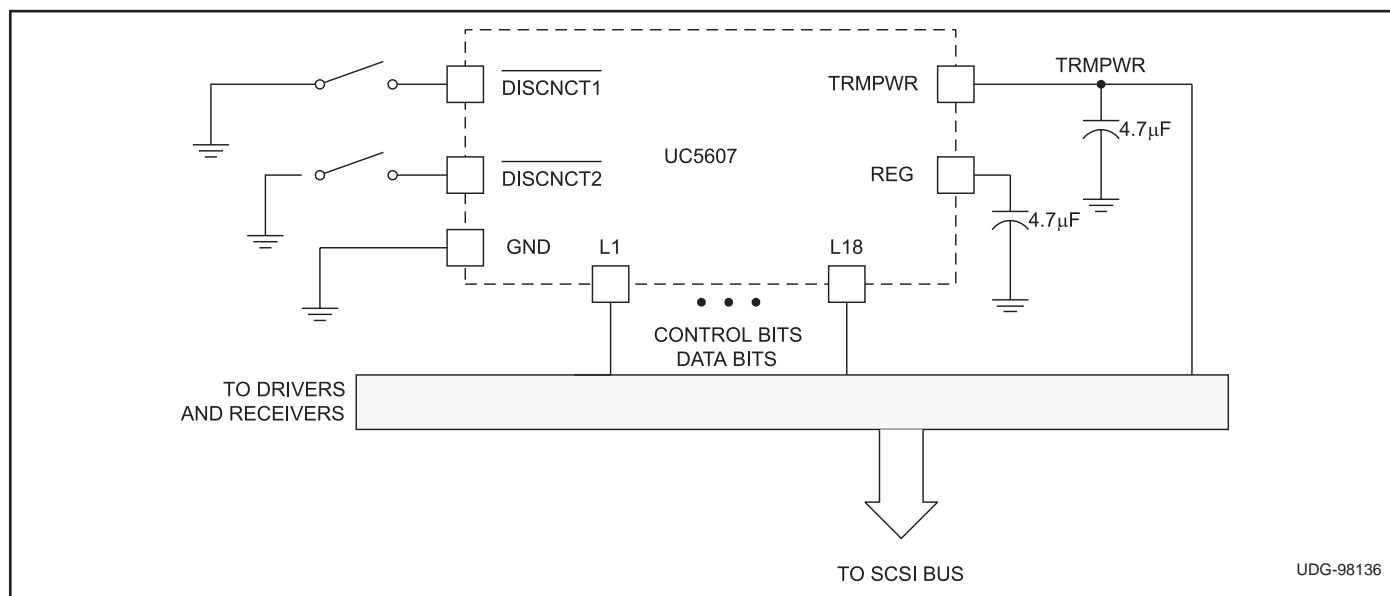 DISCNCT1
TRMPWR
TRMPWR
4.7μF
UC5607
DISCNCT2
REG
4.7μF
GND
L1
L18
CONTROL BITS
DATA BITS
TO DRIVERS
AND RECEIVERS
TO SCSI BUS
UDG-98136